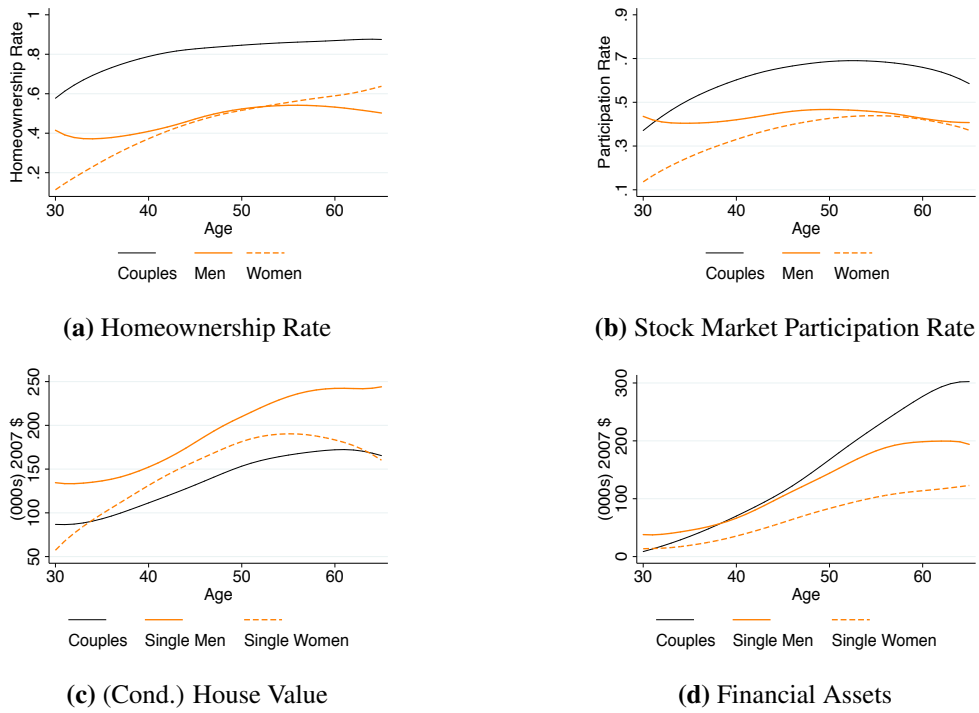 Homeownership Rate
1
.8
.6
.4
.2
30 40 50 60
Age
Couples Men Women
(a) Homeownership Rate
Participation Rate
.9
.7
.5
.3
.1
30 40 50 60
Age
Couples Men Women
(b) Stock Market Participation Rate
(000s) 2007 $
250
200
150
100
50
30 40 50 60
Age
Couples Single Men Single Women
(c) (Cond.) House Value
(000s) 2007 $
300
200
100
0
30 40 50 60
Age
Couples Single Men Single Women
(d) Financial Assets